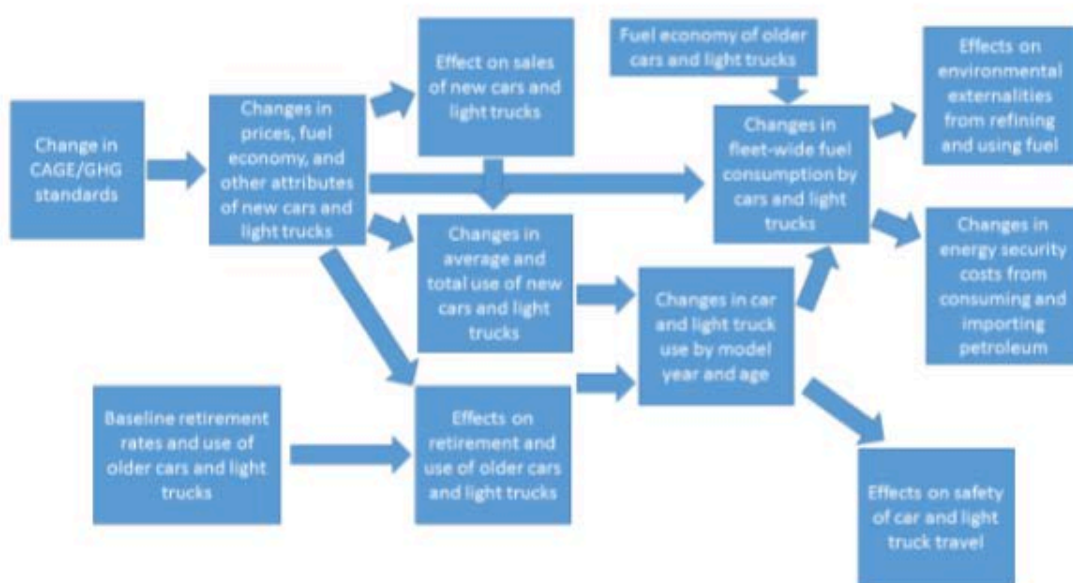 Change in
CAGE/GHG
standards
Changes in
prices, fuel
economy, and
other attributes
of new cars and
light trucks
Effect on sales
of new cars and
light trucks
Changes in
average and
total use of new
cars and light
trucks
Baseline retirement
rates and use of
older cars and light
trucks
Effects on
retirement and
use of older cars
and light trucks
Fuel economy of older
cars and light trucks
Changes in
fleet-wide fuel
consumption by
cars and light
trucks
Changes in car
and light truck
use by model
year and age
Effects on
environmental
externalities
from refining
and using fuel
Changes in
energy security
costs from
consuming and
importing
petroleum
Effects on safety
of car and light
truck travel